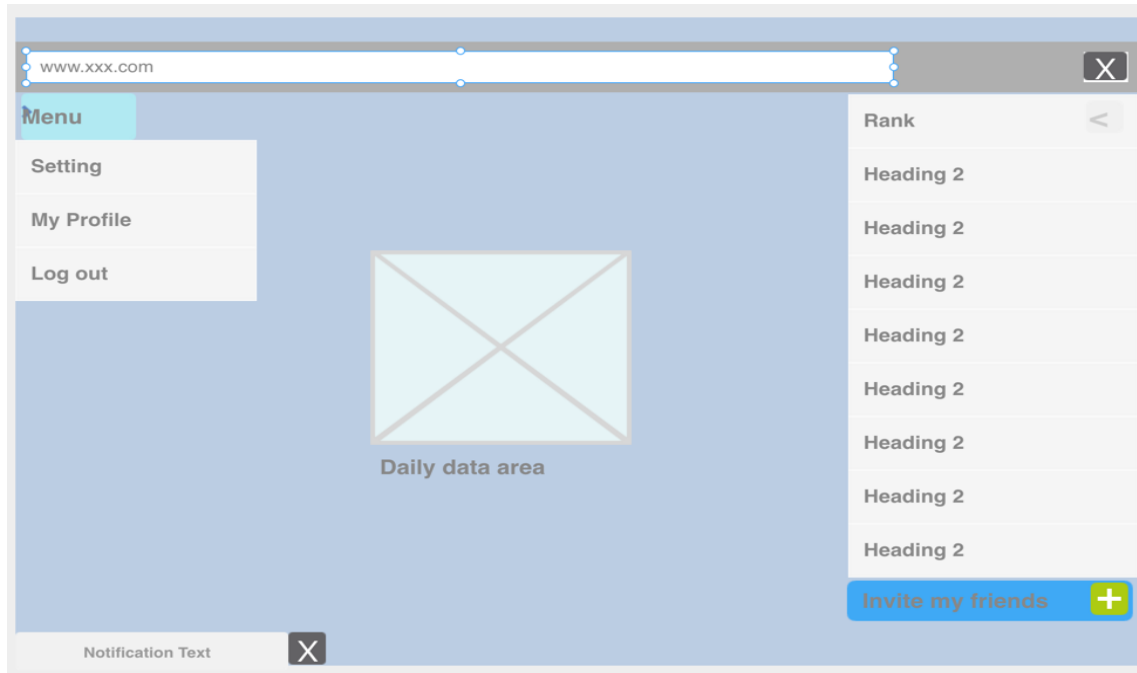 www.xxx.com
X
Menu
Setting
My Profile
Log out
Daily data area
Rank <
Heading 2
Heading 2
Heading 2
Heading 2
Heading 2
Heading 2
Heading 2
Heading 2
Invite my friends +
Notification Text X